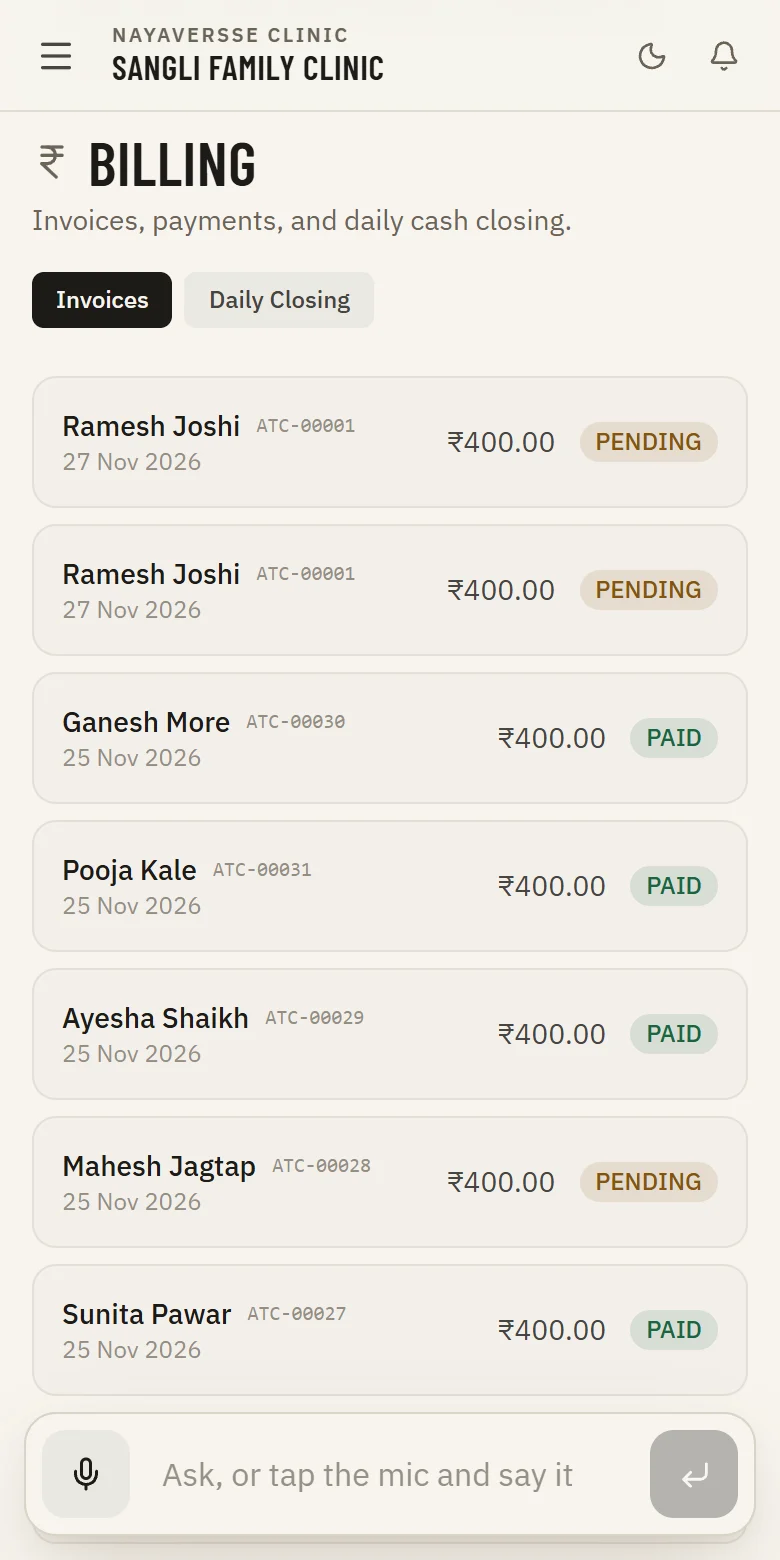 NAYAVERSSE CLINIC
SANGLI FAMILY CLINIC
₹ BILLING
Invoices, payments, and daily cash closing.
Invoices Daily Closing
Ramesh Joshi ATC-00001
₹400.00 PENDING
27 Nov 2026
Ramesh Joshi ATC-00001
₹400.00 PENDING
27 Nov 2026
Ganesh More ATC-00030
₹400.00 PAID
25 Nov 2026
Pooja Kale ATC-00031
₹400.00 PAID
25 Nov 2026
Ayesha Shaikh ATC-00029
₹400.00 PAID
25 Nov 2026
Mahesh Jagtap ATC-00028
₹400.00 PENDING
25 Nov 2026
Sunita Pawar ATC-00027
₹400.00 PAID
25 Nov 2026
Ask, or tap the mic and say it